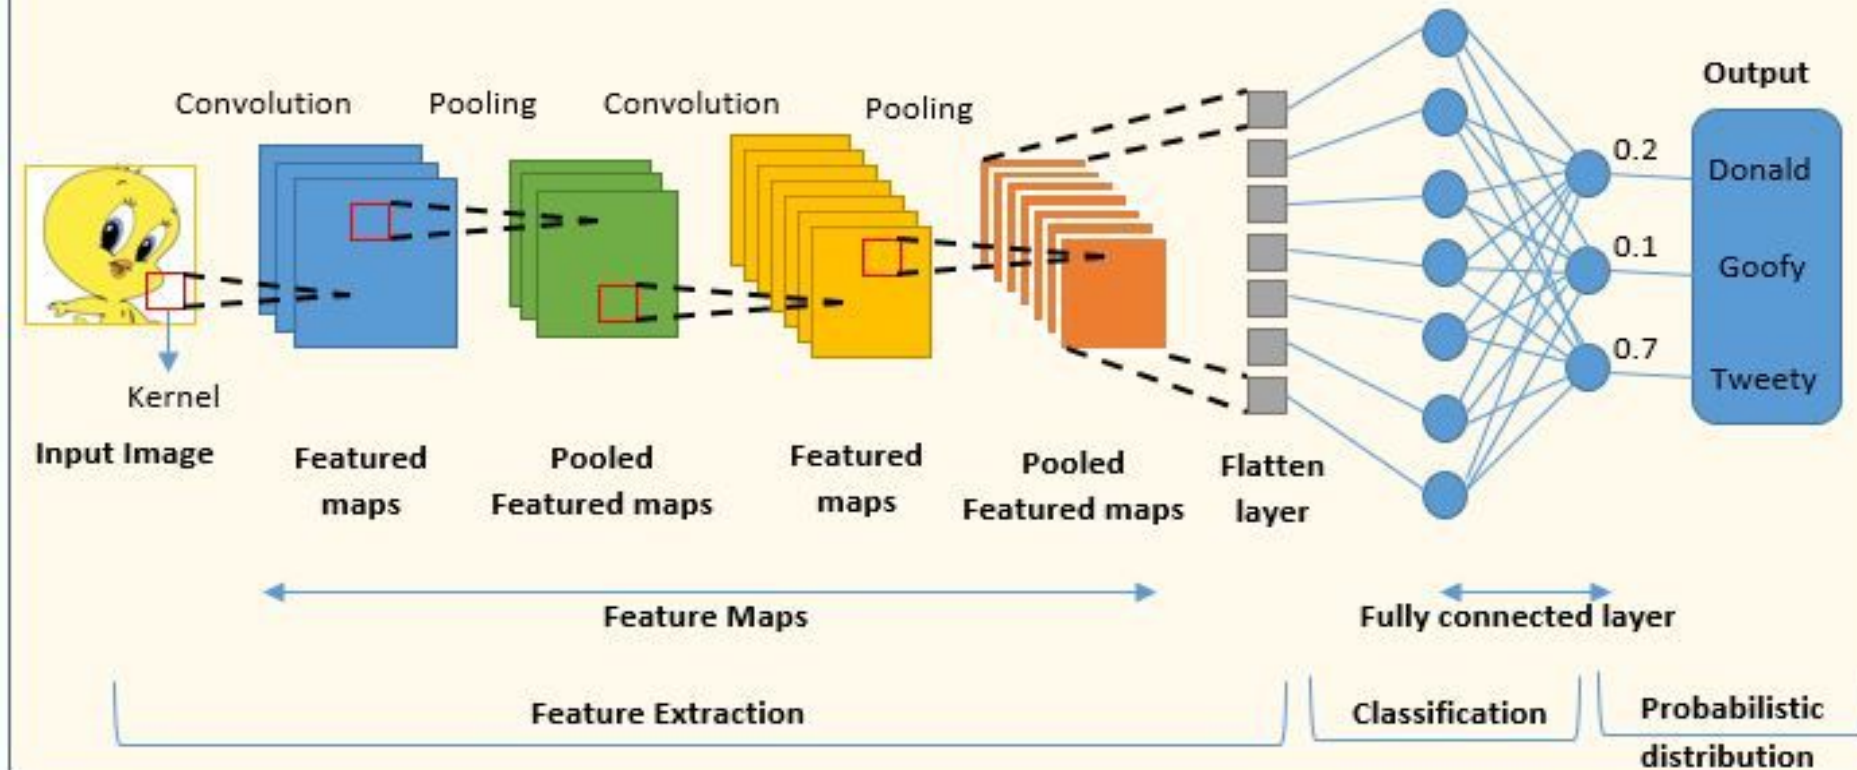 Convolution
Pooling
Convolution
Pooling
Output
0.2
Donald
0.1
Goofy
0.7
Tweety
Kernel
Input Image
Featured
maps
Pooled
Featured maps
Featured
maps
Pooled
Featured maps
Flatten
layer
Feature Maps
Fully connected layer
Feature Extraction
Classification
Probabilistic
distribution